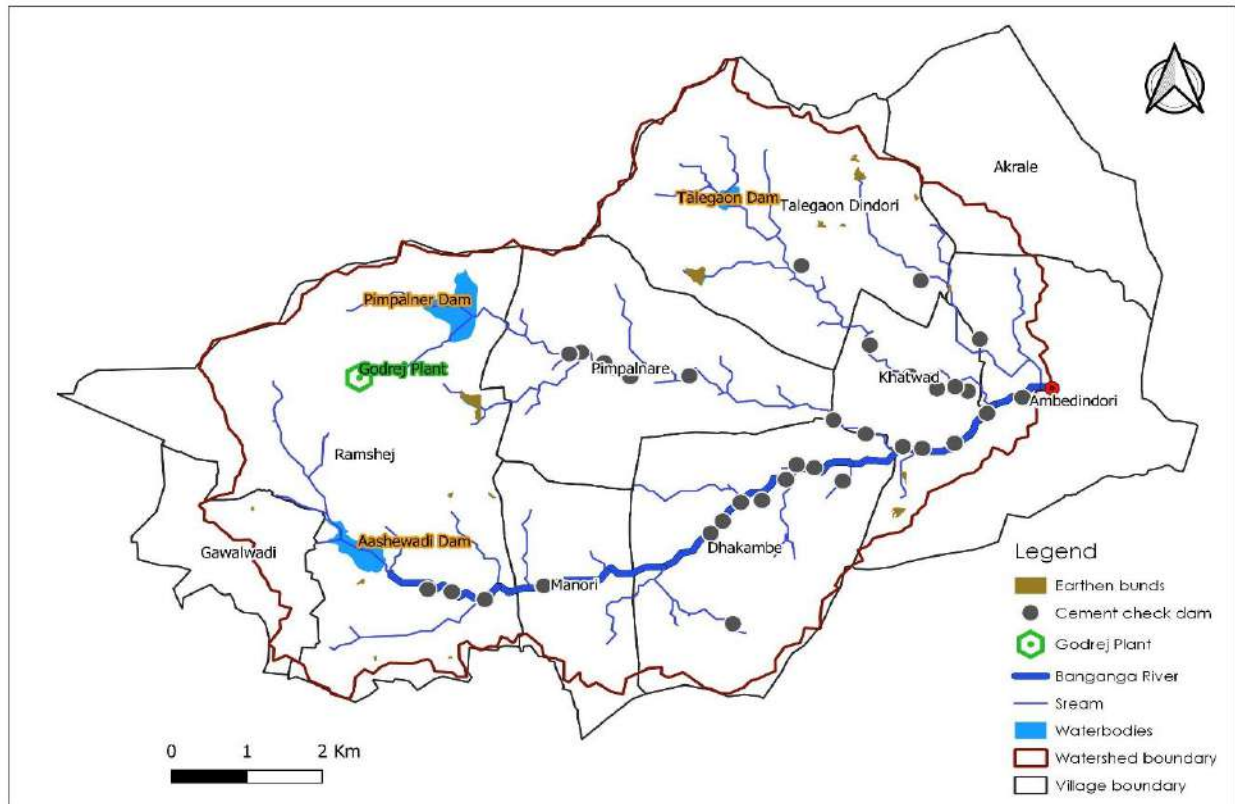 Akrale
Talegaon Dam
Talegaon Dindori
Pimpalner Dam
Godrej Plant
Pimpalnare
Khatwad
Ambedindori
Ramshej
Gawalwadi
Aashewadi Dam
Dhakambe
Manori
Legend
Earthen bunds
Cement check dam
Godrej Plant
Banganga River
Sream
Waterbodies
Watershed boundary
Village boundary
0 1 2 Km